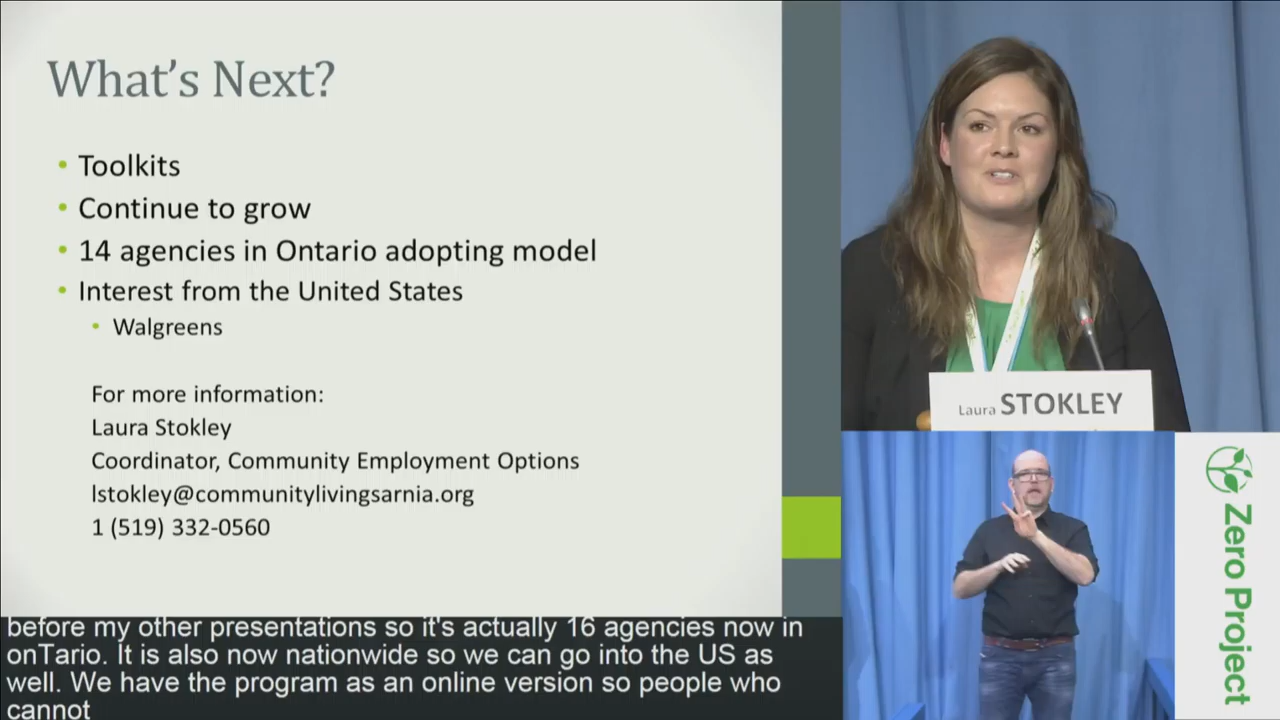 What's Next?
• Toolkits
• Continue to grow
• 14 agencies in Ontario adopting model
• Interest from the United States
• Walgreens
For more information:
Laura Stokley
Coordinator, Community Employment Options
lstokley@communitylivingsarnia.org
1 (519) 332-0560
Laura STOKLEY
Zero Project
before my other presentations so it's actually 16 agencies now in
onTario. It is also now nationwide so we can go into the US as
well. We have the program as an online version so people who
cannot